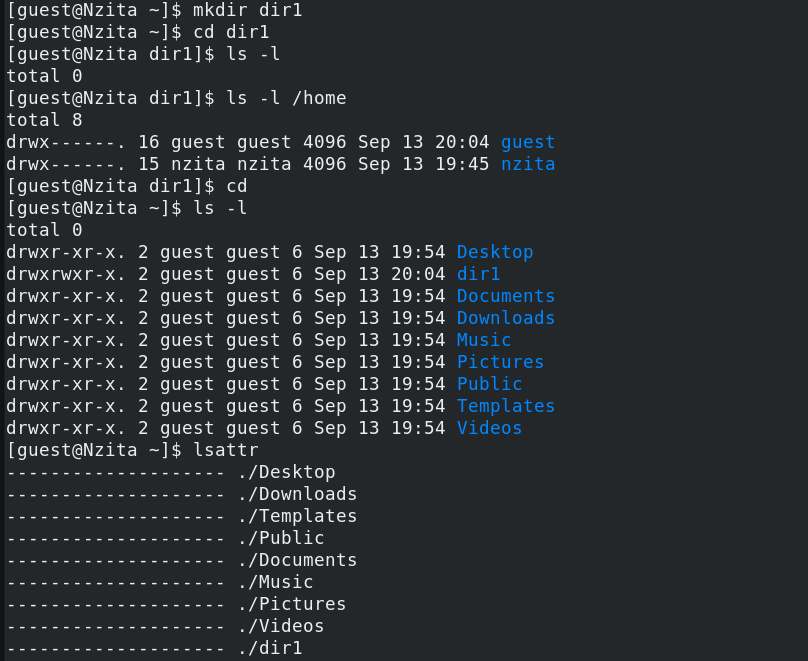 [guest@Nzita ~]$ mkdir dir1
[guest@Nzita ~]$ cd dir1
[guest@Nzita dir1]$ ls -l
total 0
[guest@Nzita dir1]$ ls -l /home
total 8
drwx------. 16 guest guest 4096 Sep 13 20:04 guest
drwx------. 15 nzita nzita 4096 Sep 13 19:45 nzita
[guest@Nzita dir1]$ cd
[guest@Nzita ~]$ ls -l
total 0
drwxr-xr-x. 2 guest guest 6 Sep 13 19:54 Desktop
drwxrwxr-x. 2 guest guest 6 Sep 13 20:04 dir1
drwxr-xr-x. 2 guest guest 6 Sep 13 19:54 Documents
drwxr-xr-x. 2 guest guest 6 Sep 13 19:54 Downloads
drwxr-xr-x. 2 guest guest 6 Sep 13 19:54 Music
drwxr-xr-x. 2 guest guest 6 Sep 13 19:54 Pictures
drwxr-xr-x. 2 guest guest 6 Sep 13 19:54 Public
drwxr-xr-x. 2 guest guest 6 Sep 13 19:54 Templates
drwxr-xr-x. 2 guest guest 6 Sep 13 19:54 Videos
[guest@Nzita ~]$ lsattr
-------------------- ./Desktop
-------------------- ./Downloads
-------------------- ./Templates
-------------------- ./Public
-------------------- ./Documents
-------------------- ./Music
-------------------- ./Pictures
-------------------- ./Videos
-------------------- ./dir1